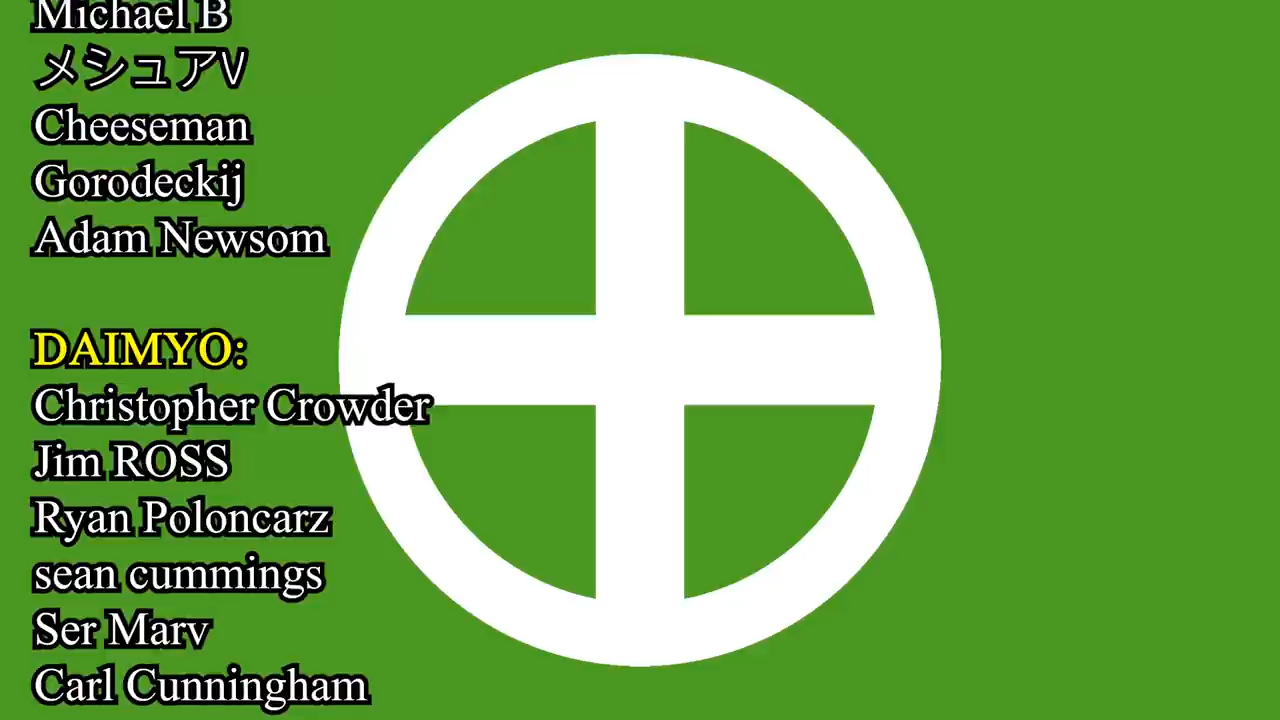 Michael B
メシュアV
Cheeseman
Gorodeckij
Adam Newsom
DAIMYO:
Christopher Crowder
Jim ROSS
Ryan Poloncarz
sean cummings
Ser Marv
Carl Cunningham